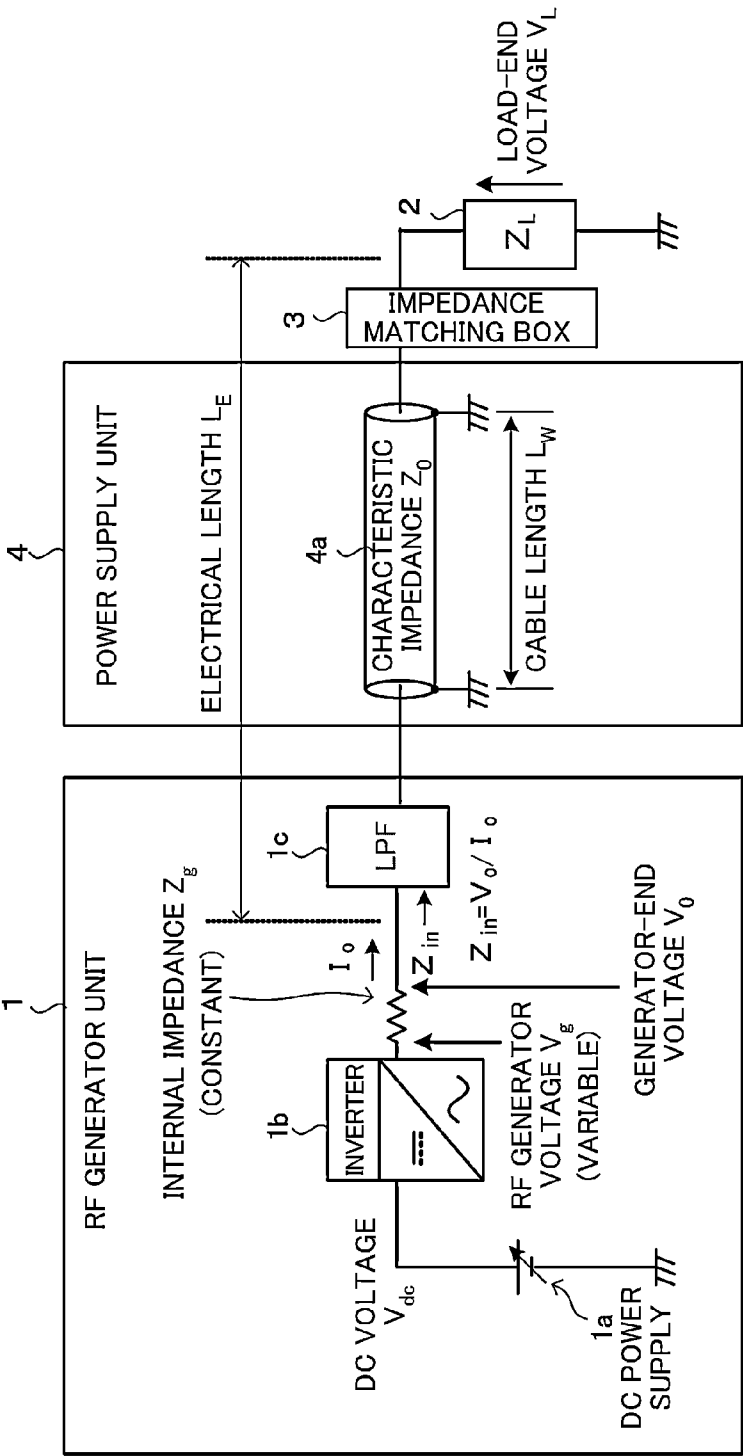 1
RF GENERATOR UNIT
INTERNAL IMPEDANCE Zg
(CONSTANT)
DC VOLTAGE
Vdc
1a
DC POWER
SUPPLY
1b
INVERTER
RF GENERATOR
VOLTAGE Vg
(VARIABLE)
GENERATOR-END
VOLTAGE V0
Io
Zin
Zin=Vo/Io
1c
LPF
4
POWER SUPPLY UNIT
ELECTRICAL LENGTH LE
4a
CHARACTERISTIC
IMPEDANCE Z0
CABLE LENGTH LW
3
IMPEDANCE
MATCHING BOX
2
ZL
LOAD-END
VOLTAGE VL